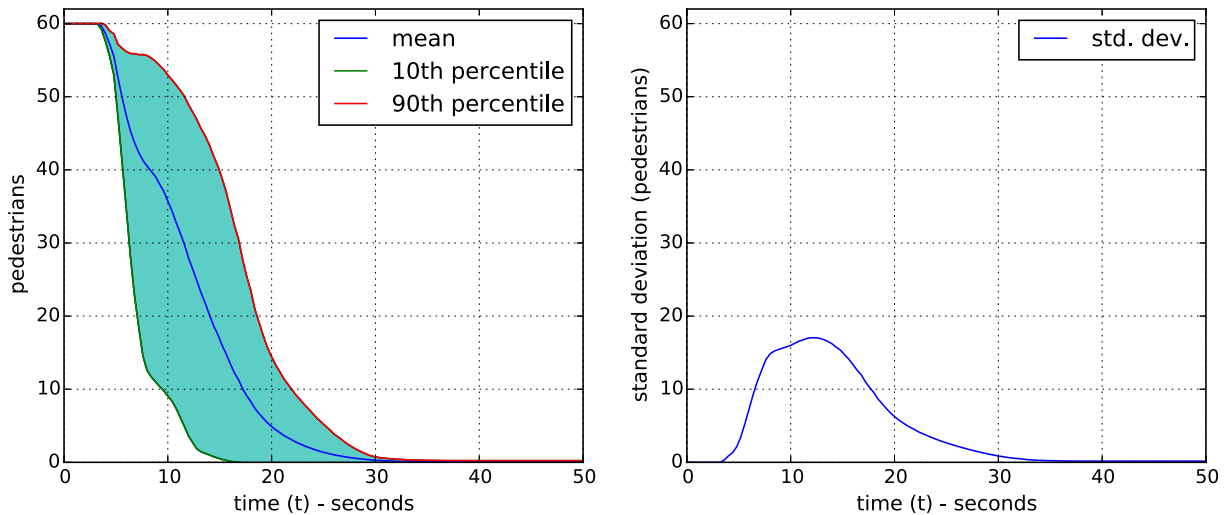 60
50
40
30
20
10
0
pedestrians
mean
10th percentile
90th percentile
0 10 20 30 40 50
time (t) - seconds
60
50
40
30
20
10
0
standard deviation (pedestrians)
std. dev.
0 10 20 30 40 50
time (t) - seconds